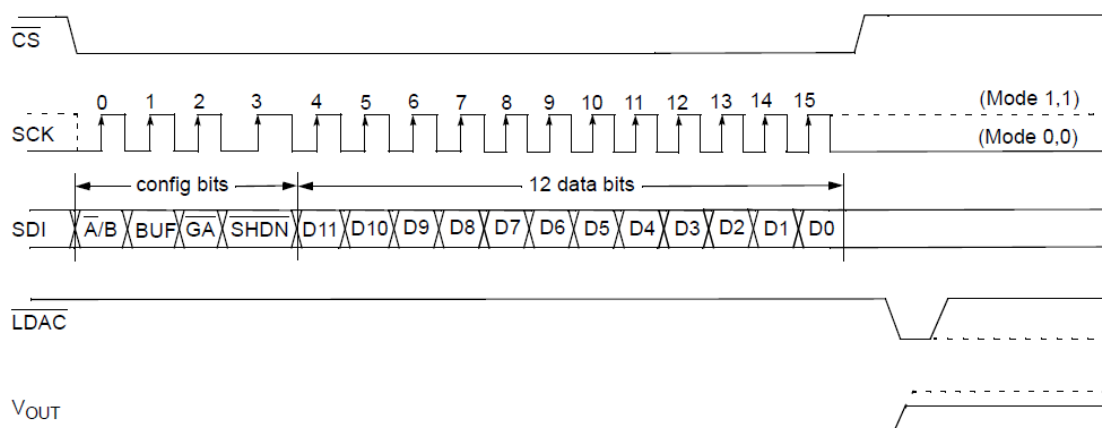 CS
0 1 2 3 4 5 6 7 8 9 10 11 12 13 14 15 (Mode 1,1)
SCK (Mode 0,0)
config bits 12 data bits
SDI A/B BUF GA SHDN D11 D10 D9 D8 D7 D6 D5 D4 D3 D2 D1 D0
LDAC
VOUT